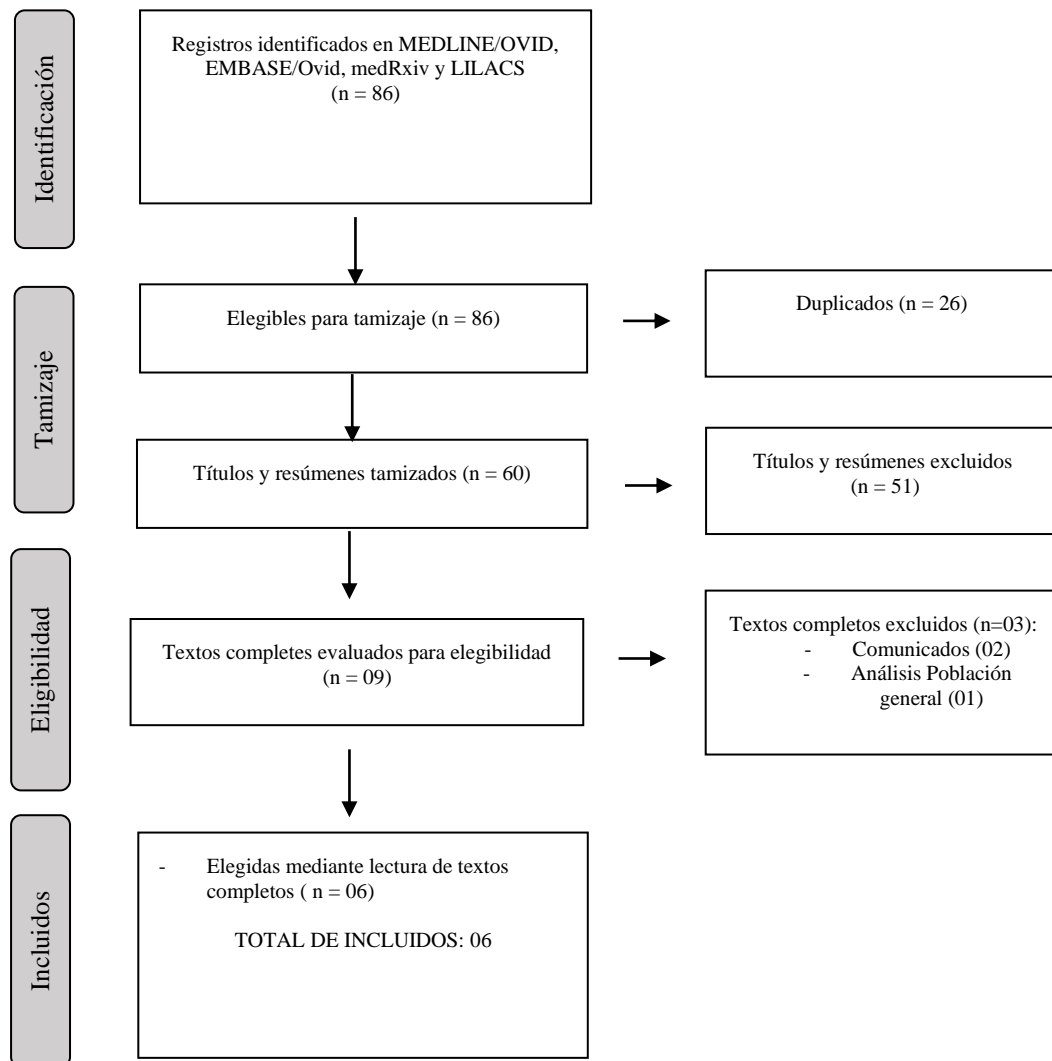 Identificación
Registros identificados en MEDLINE/OVID,
EMBASE/Ovid, medRxiv y LILACS
(n = 86)
Tamizaje
Elegibles para tamizaje (n = 86)
Duplicados (n = 26)
Títulos y resúmenes tamizados (n = 60)
Títulos y resúmenes excluidos
(n = 51)
Eligibilidad
Textos completes evaluados para elegibilidad
(n = 09)
Textos completos excluidos (n=03):
- Comunicados (02)
- Análisis Población
general (01)
Incluidos
- Elegidas mediante lectura de textos
completos ( n = 06)
TOTAL DE INCLUIDOS: 06